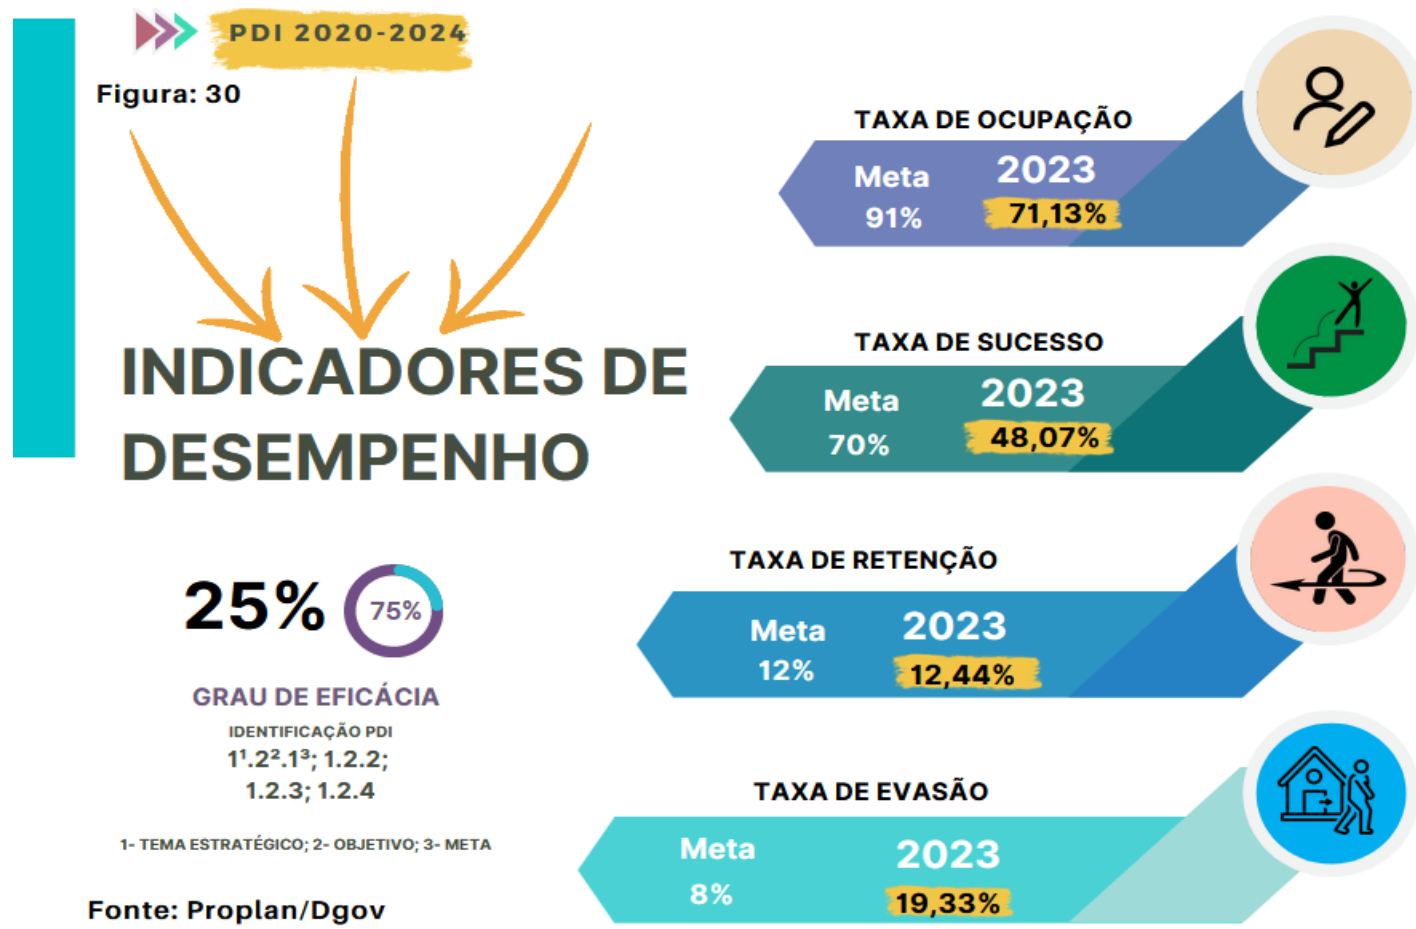 PDI 2020-2024
Figura: 30
INDICADORES DE
DESEMPENHO
25%
75%
GRAU DE EFICÁCIA
IDENTIFICAÇÃO PDI
1¹.2².1³; 1.2.2;
1.2.3; 1.2.4
1- TEMA ESTRATÉGICO; 2- OBJETIVO; 3- META
Fonte: Proplan/Dgov
TAXA DE OCUPAÇÃO
Meta
91%
2023
71,13%
TAXA DE SUCESSO
Meta
70%
2023
48,07%
TAXA DE RETENÇÃO
Meta
12%
2023
12,44%
TAXA DE EVASÃO
Meta
8%
2023
19,33%